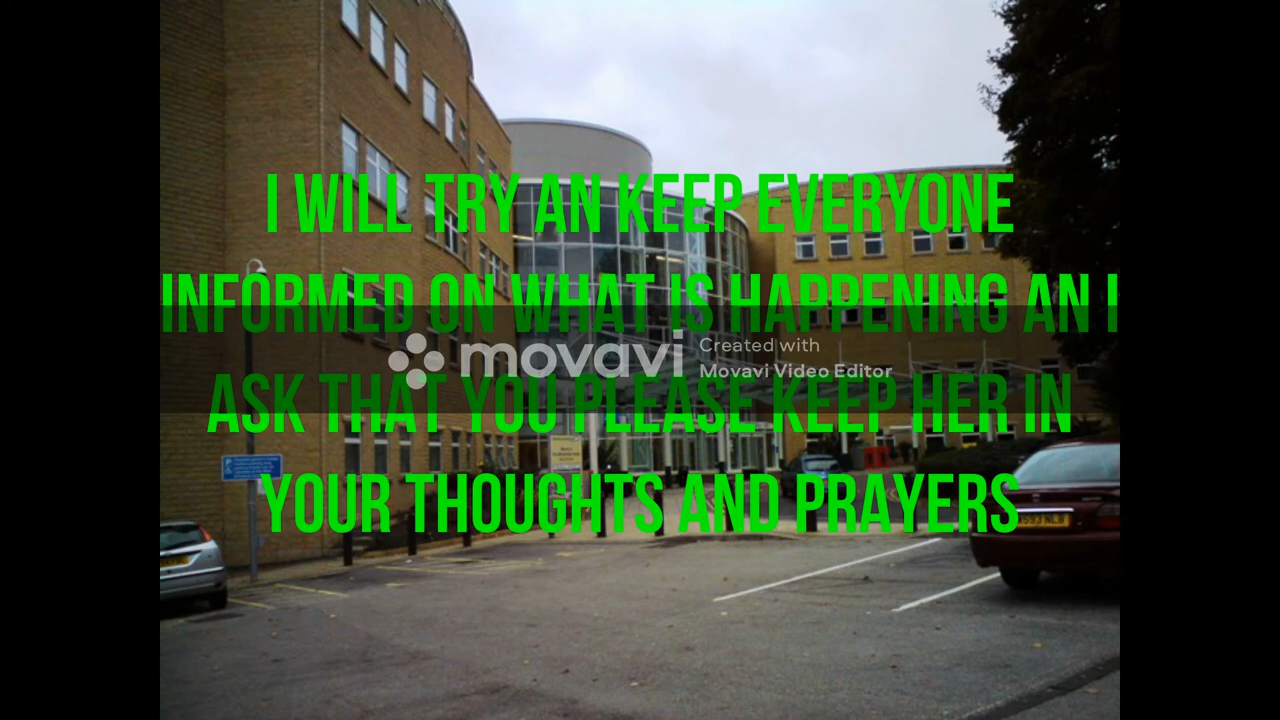 I WILL TRY AN KEEP EVERYONE
INFORMED ON WHAT IS HAPPENING AN I
movavi
Created with
Movavi Video Editor
ASK THAT YOU PLEASE KEEP HER IN
YOUR THOUGHTS AND PRAYERS